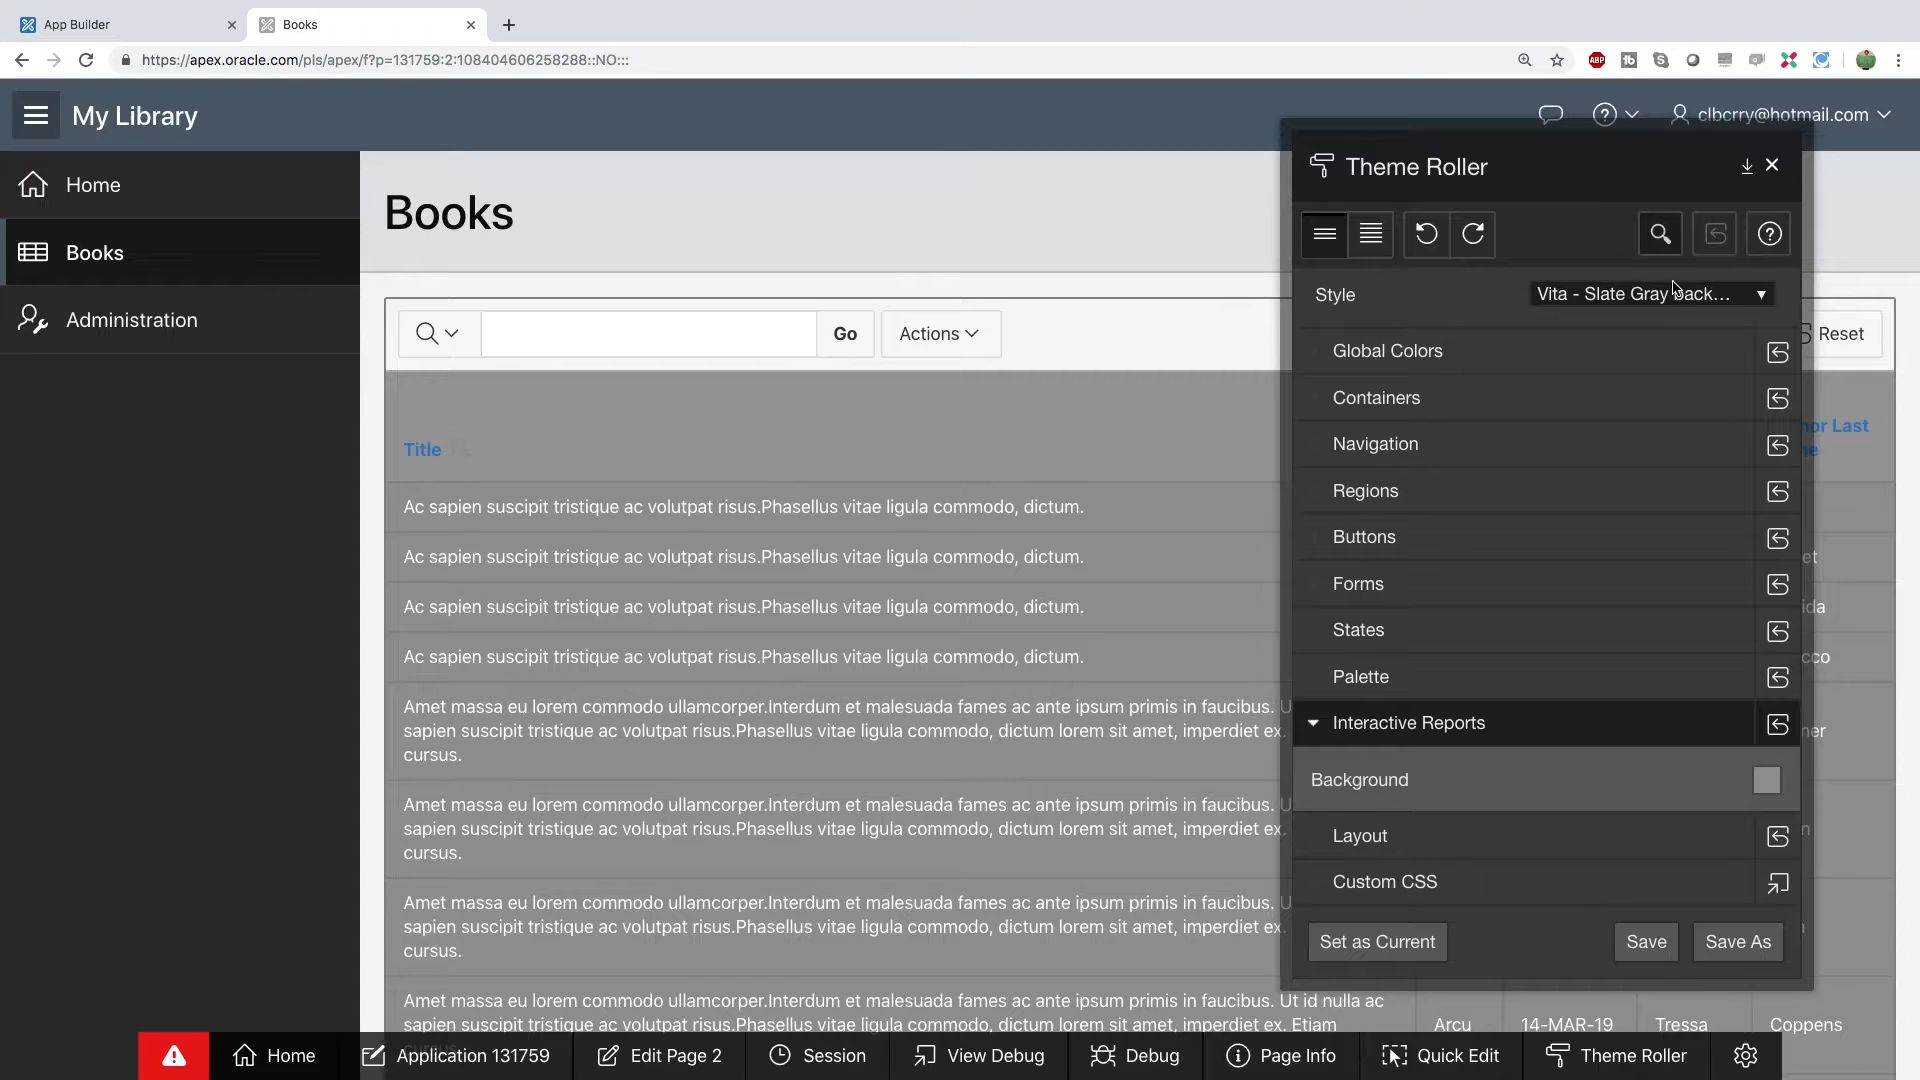 App Builder
Books
https://apex.oracle.com/pls/apex/f?p=131759:2:108404606258288::NO:::
ABP
My Library
clbcrry@hotmail.com
Home
Books
Administration
Books
Go
Actions
Reset
Title
Ac sapien suscipit tristique ac volutpat risus.Phasellus vitae ligula commodo, dictum.
Ac sapien suscipit tristique ac volutpat risus.Phasellus vitae ligula commodo, dictum.
Ac sapien suscipit tristique ac volutpat risus.Phasellus vitae ligula commodo, dictum.
Ac sapien suscipit tristique ac volutpat risus.Phasellus vitae ligula commodo, dictum.
Amet massa eu lorem commodo ullamcorper.Interdum et malesuada fames ac ante ipsum primis in faucibus. U
sapien suscipit tristique ac volutpat risus.Phasellus vitae ligula commodo, dictum lorem sit amet, imperdiet ex.
cursus.
Amet massa eu lorem commodo ullamcorper.Interdum et malesuada fames ac ante ipsum primis in faucibus. U
sapien suscipit tristique ac volutpat risus.Phasellus vitae ligula commodo, dictum lorem sit amet, imperdiet ex.
cursus.
Amet massa eu lorem commodo ullamcorper.Interdum et malesuada fames ac ante ipsum primis in faucibus. U
sapien suscipit tristique ac volutpat risus.Phasellus vitae ligula commodo, dictum lorem sit amet, imperdiet ex.
cursus.
Amet massa eu lorem commodo ullamcorper.Interdum et malesuada fames ac ante ipsum primis in faucibus. Ut id nulla ac
sapien suscipit tristique ac volutpat risus.Phasellus vitae ligula commodo, dictum lorem sit amet, imperdiet ex. Etiam
Arcu 14-MAR-19 Tressa Coppens
Last
Theme Roller
Style Vita - Slate Gray
Global Colors
Containers
Navigation
Regions
Buttons
Forms
States
Palette
Interactive Reports
Background
Layout
Custom CSS
Set as Current Save Save As
Home Application 131759 Edit Page 2 Session View Debug Debug Page Info Quick Edit Theme Roller